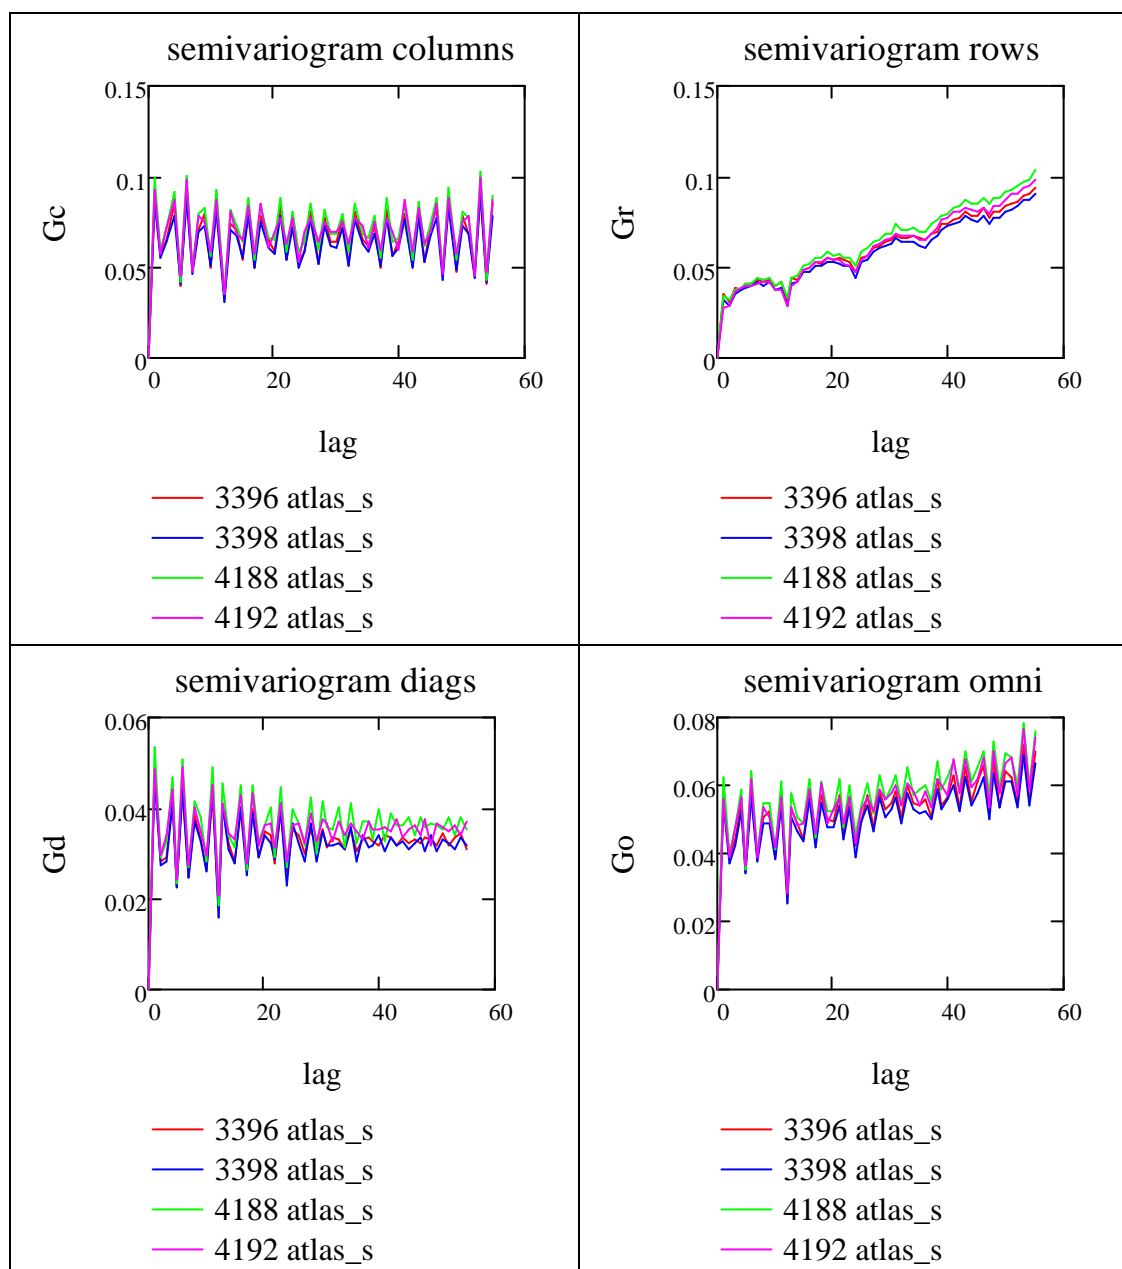 semivariogram columns
0.15
0.1
0.05
0
Gc
0
20
40
60
lag
3396 atlas_s
3398 atlas_s
4188 atlas_s
4192 atlas_s
semivariogram rows
0.15
0.1
0.05
0
Gr
0
20
40
60
lag
3396 atlas_s
3398 atlas_s
4188 atlas_s
4192 atlas_s
semivariogram diags
0.06
0.04
0.02
0
Gd
0
20
40
60
lag
3396 atlas_s
3398 atlas_s
4188 atlas_s
4192 atlas_s
semivariogram omni
0.08
0.06
0.04
0.02
0
Go
0
20
40
60
lag
3396 atlas_s
3398 atlas_s
4188 atlas_s
4192 atlas_s